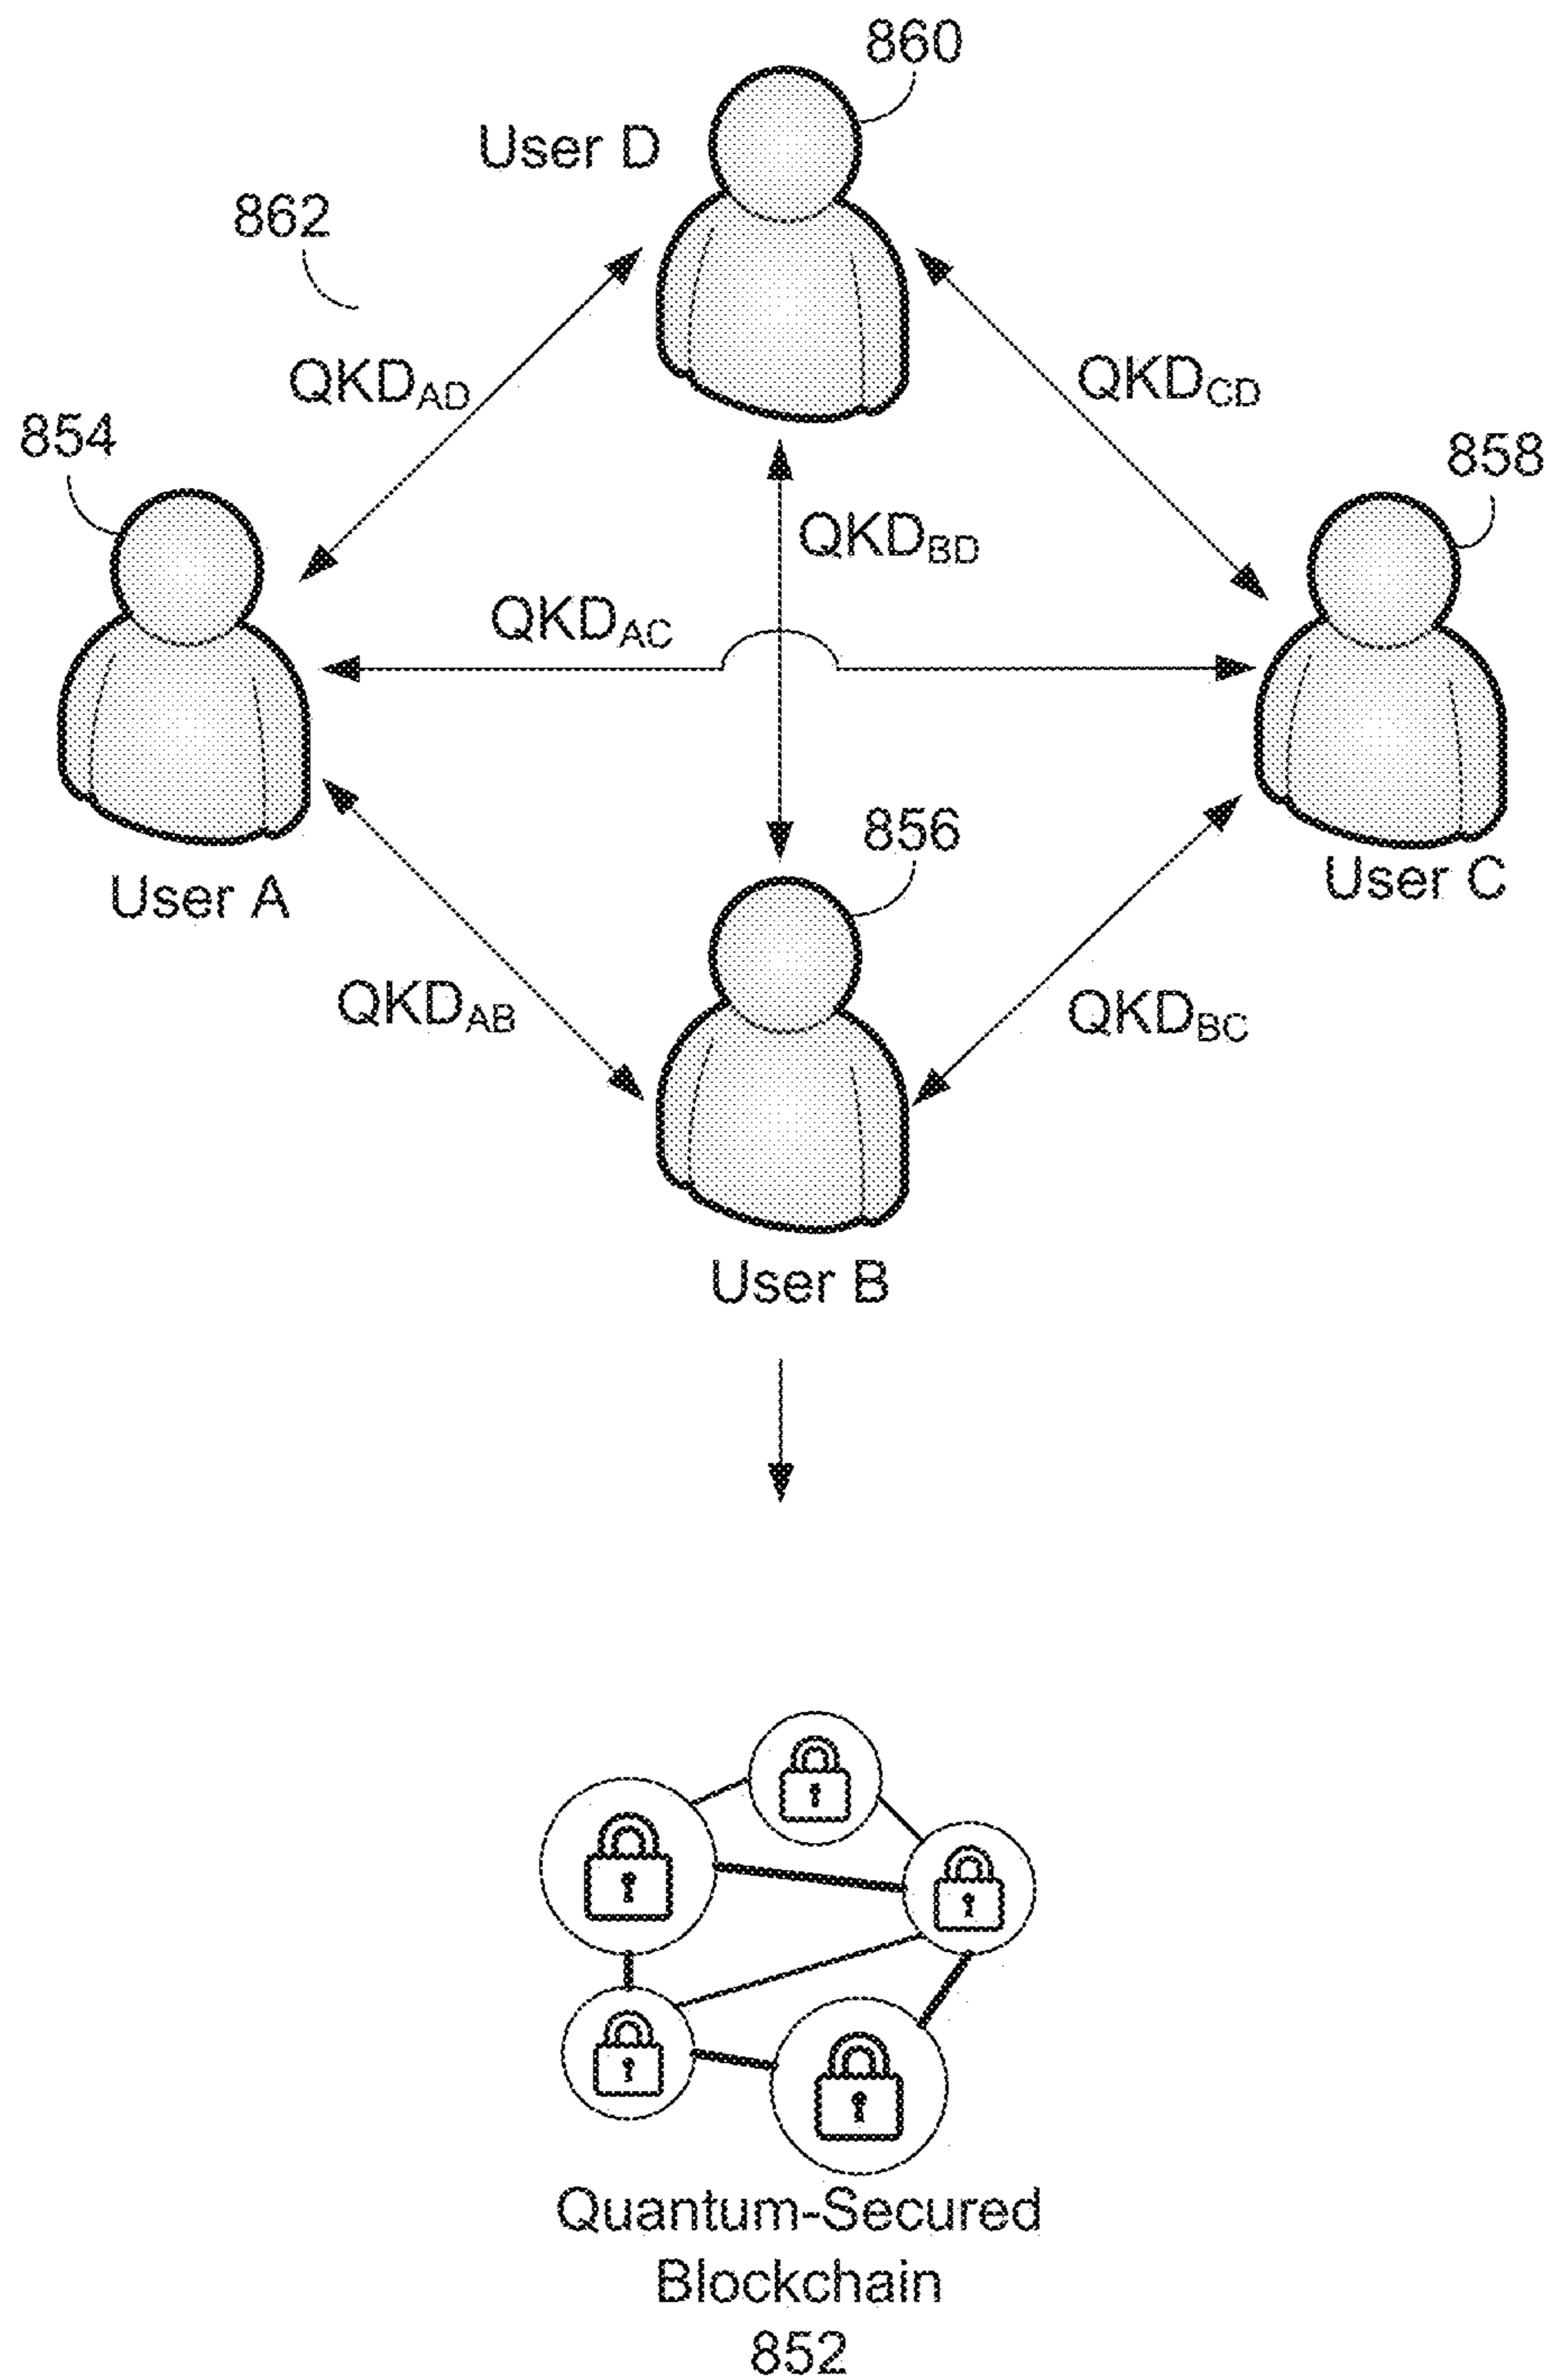 860
User D
862
QKDAD
QKDCD
854
858
QKDBD
QKDAC
856
User A
User C
QKDAB
QKDBC
User B
Quantum-Secured
Blockchain
852